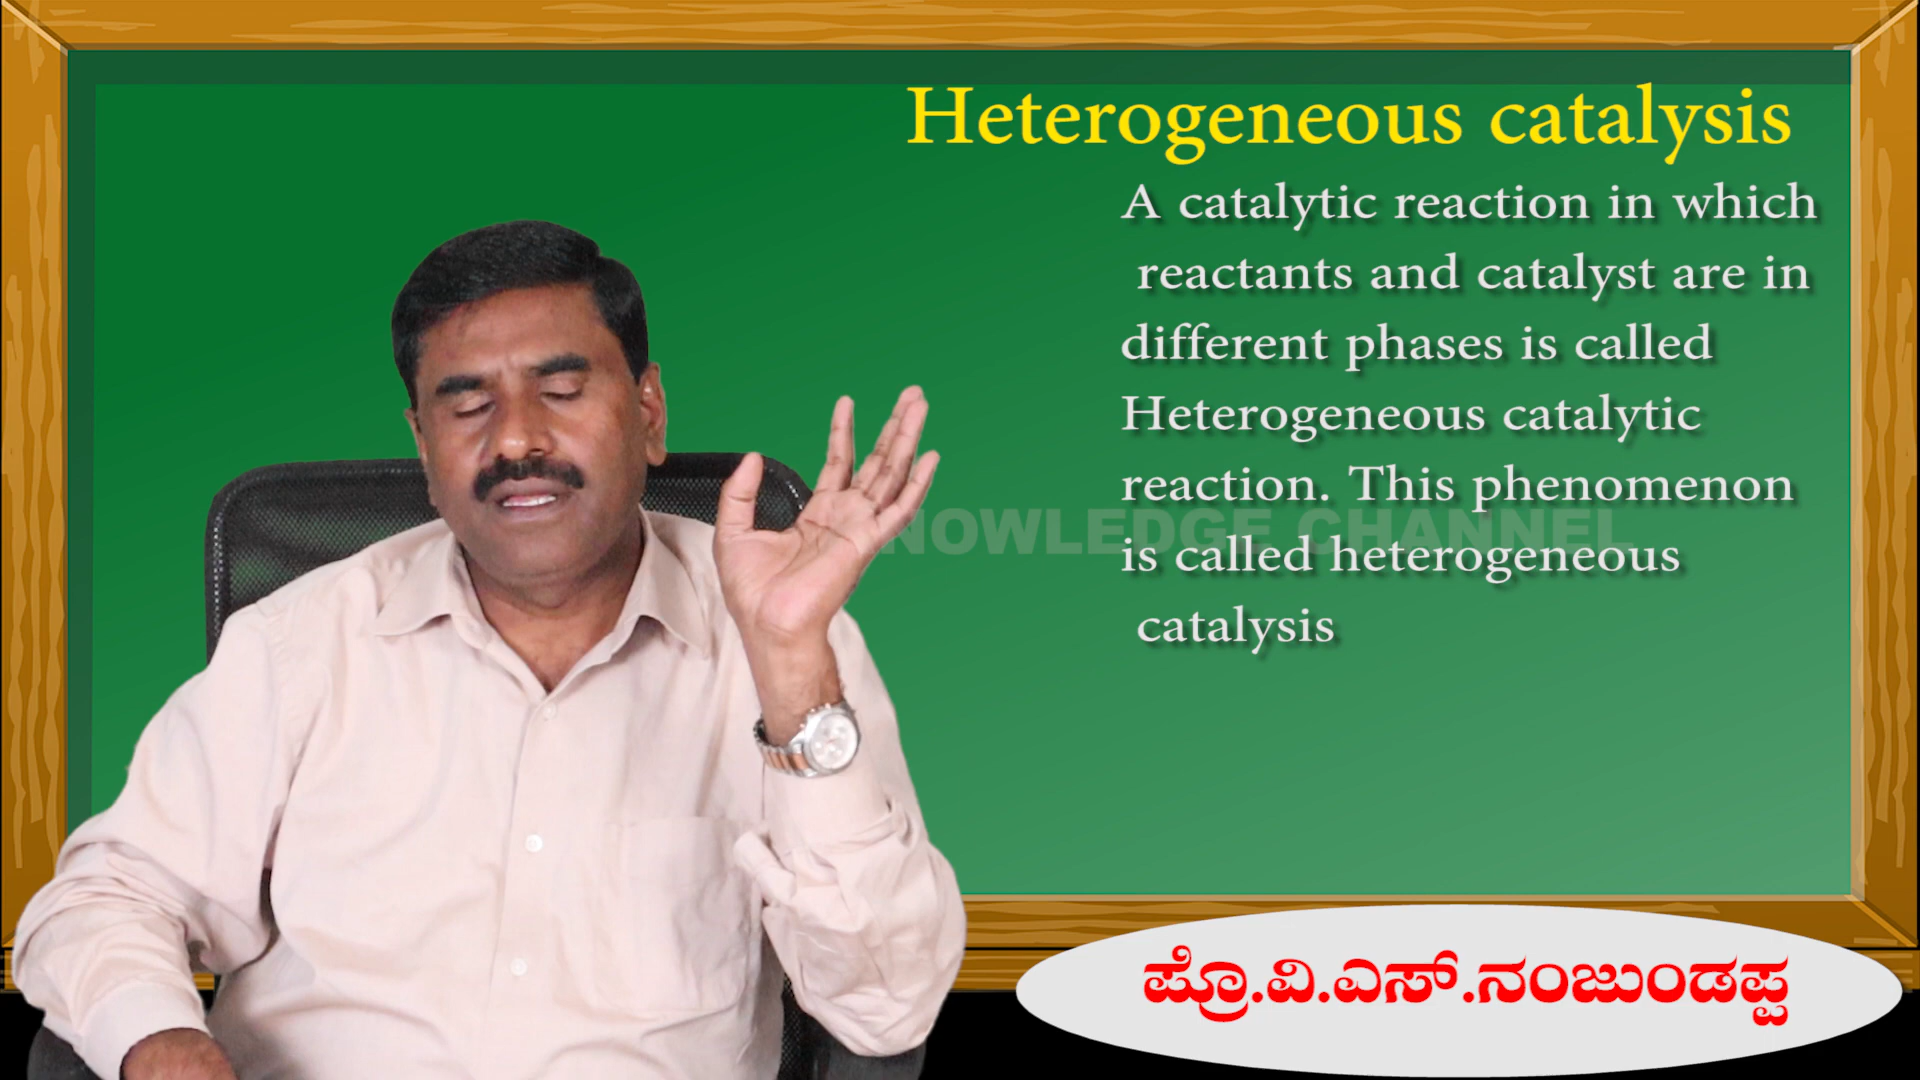 Heterogeneous catalysis
A catalytic reaction in which
reactants and catalyst are in
different phases is called
Heterogeneous catalytic
reaction. This phenomenon
is called heterogeneous
catalysis
NOWLEDGE CHANNEL
ಪ್ರೊ.ವಿ.ಎಸ್.ನಂಜುಂಡಪ್ಪ